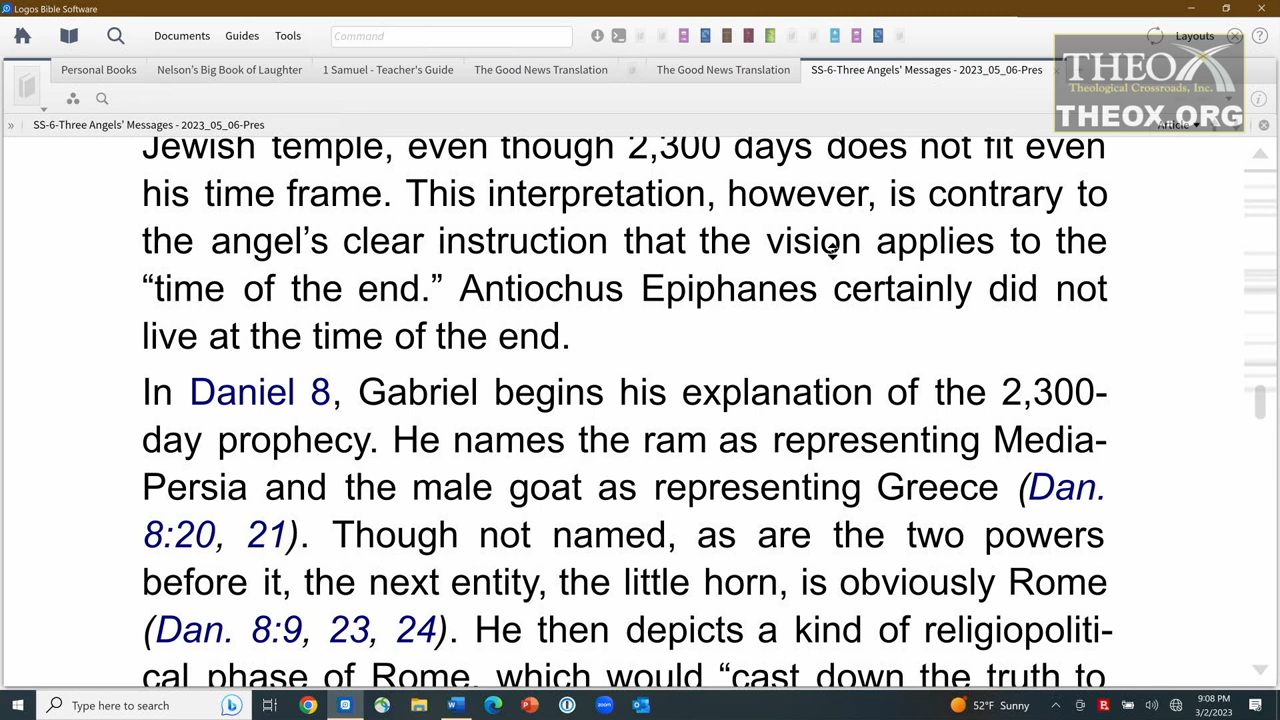 Logos Bible Software
Documents Guides Tools Command Layouts
THEOX
Theological Crossroads, Inc.
THEOX.ORG
Personal Books Nelson's Big Book of Laughter 1 Samuel - Teacher's Guide The Good News Translation The Good News Translation SS-6-Three Angels' Messages - 2023_05_06-Pres
SS-6-Three Angels' Messages - 2023_05_06-Pres Article
Jewish temple, even though 2,300 days does not fit even
his time frame. This interpretation, however, is contrary to
the angel’s clear instruction that the vision applies to the
“time of the end.” Antiochus Epiphanes certainly did not
live at the time of the end.
In Daniel 8, Gabriel begins his explanation of the 2,300-
day prophecy. He names the ram as representing Media-
Persia and the male goat as representing Greece (Dan.
8:20, 21). Though not named, as are the two powers
before it, the next entity, the little horn, is obviously Rome
(Dan. 8:9, 23, 24). He then depicts a kind of religiopoliti-
cal phase of Rome, which would “cast down the truth to
Type here to search
zoom
52°F Sunny
9:08 PM
3/2/2023